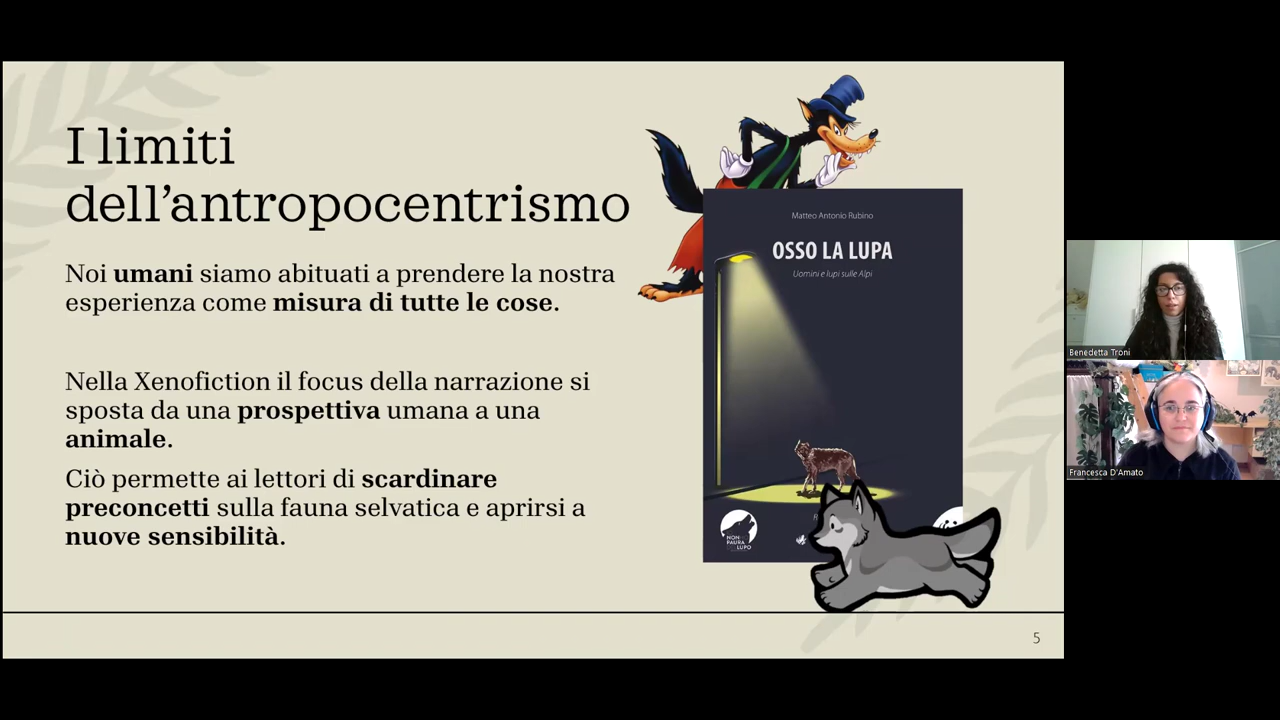 I limiti
dell’antropocentrismo
Noi umani siamo abituati a prendere la nostra
esperienza come misura di tutte le cose.
Nella Xenofiction il focus della narrazione si
sposta da una prospettiva umana a una
animale.
Ciò permette ai lettori di scardinare
preconcetti sulla fauna selvatica e aprirsi a
nuove sensibilità.
Matteo Antonio Rubino
OSSO LA LUPA
Uomini e lupi sulle Alpi
NON
PAURA
LUPO
5
Benedetta Troni
Francesca D'Amato